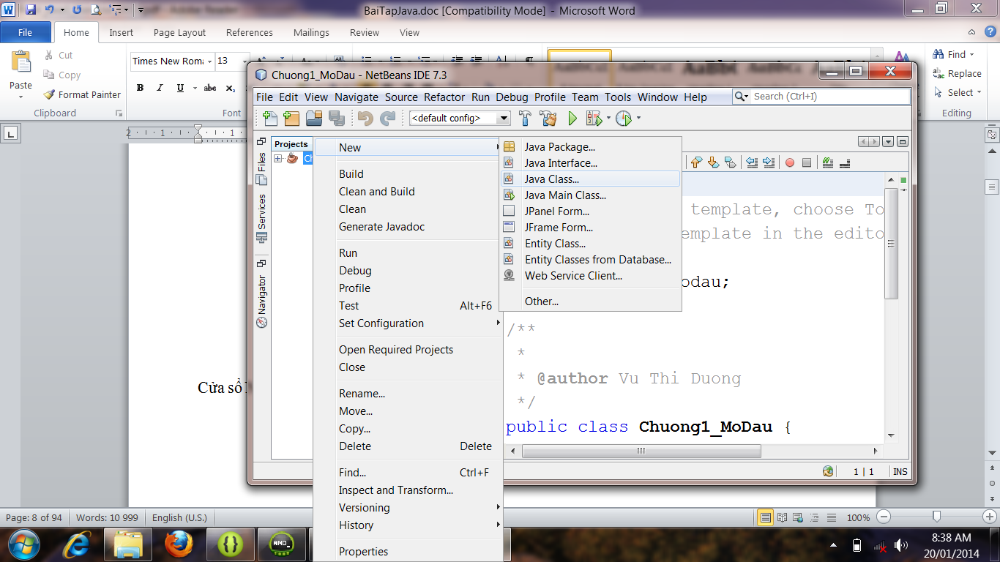 BaiTapJava.doc [Compatibility Mode] - Microsoft Word
File Home Insert Page Layout References Mailings Review View
Paste
Cut
Copy
Format Painter
Clipboard
Times New Roma 13
B I U abc x₂
Font
Find
Replace
Select
Editing
2 1 1
Chuong1_MoDau - NetBeans IDE 7.3
File Edit View Navigate Source Refactor Run Debug Profile Team Tools Window Help
Search (Ctrl+I)
<default config>
Files
Services
Navigator
Projects
New
Build
Clean and Build
Clean
Generate Javadoc
Run
Debug
Profile
Test Alt+F6
Set Configuration
Open Required Projects
Close
Rename...
Move...
Copy...
Delete Delete
Find... Ctrl+F
Inspect and Transform...
Versioning
History
Properties
Java Package...
Java Interface...
Java Class...
Java Main Class...
JPanel Form...
JFrame Form...
Entity Class...
Entity Classes from Database...
Web Service Client...
Other...
template, choose To
emplate in the edito
odau;
/**
*
* @author Vu Thi Duong
*/
public class Chuong1_MoDau {
1 | 1 INS
Cửa sổ
Page: 8 of 94 Words: 10 999 English (U.S.) 100%
AND_
8:38 AM
20/01/2014